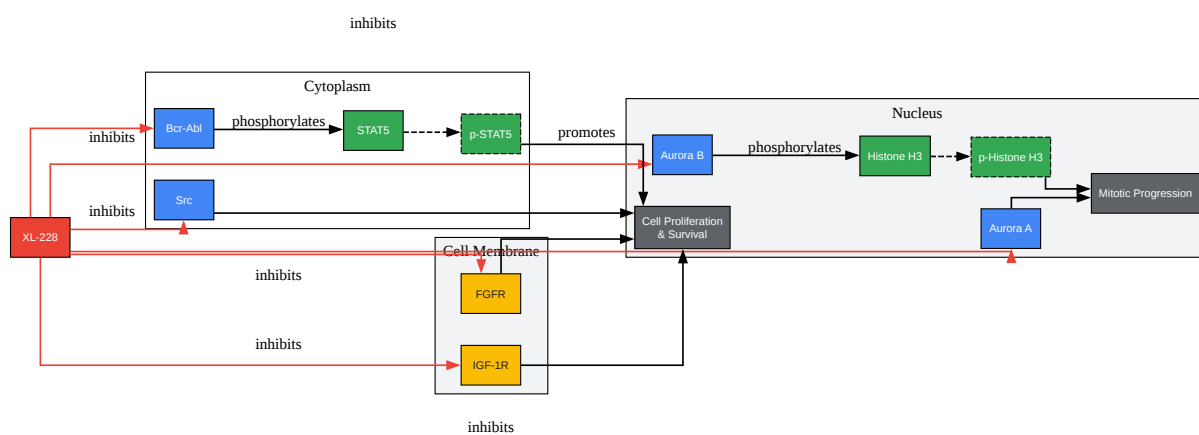 inhibits
Cytoplasm
Bcr-Abl
phosphorylates
STAT5
p-STAT5
promotes
inhibits
Nucleus
Aurora B
phosphorylates
Histone H3
p-Histone H3
Mitotic Progression
Src
inhibits
XL-228
Cell Proliferation
& Survival
Aurora A
Cell Membrane
inhibits
FGFR
inhibits
IGF-1R
inhibits